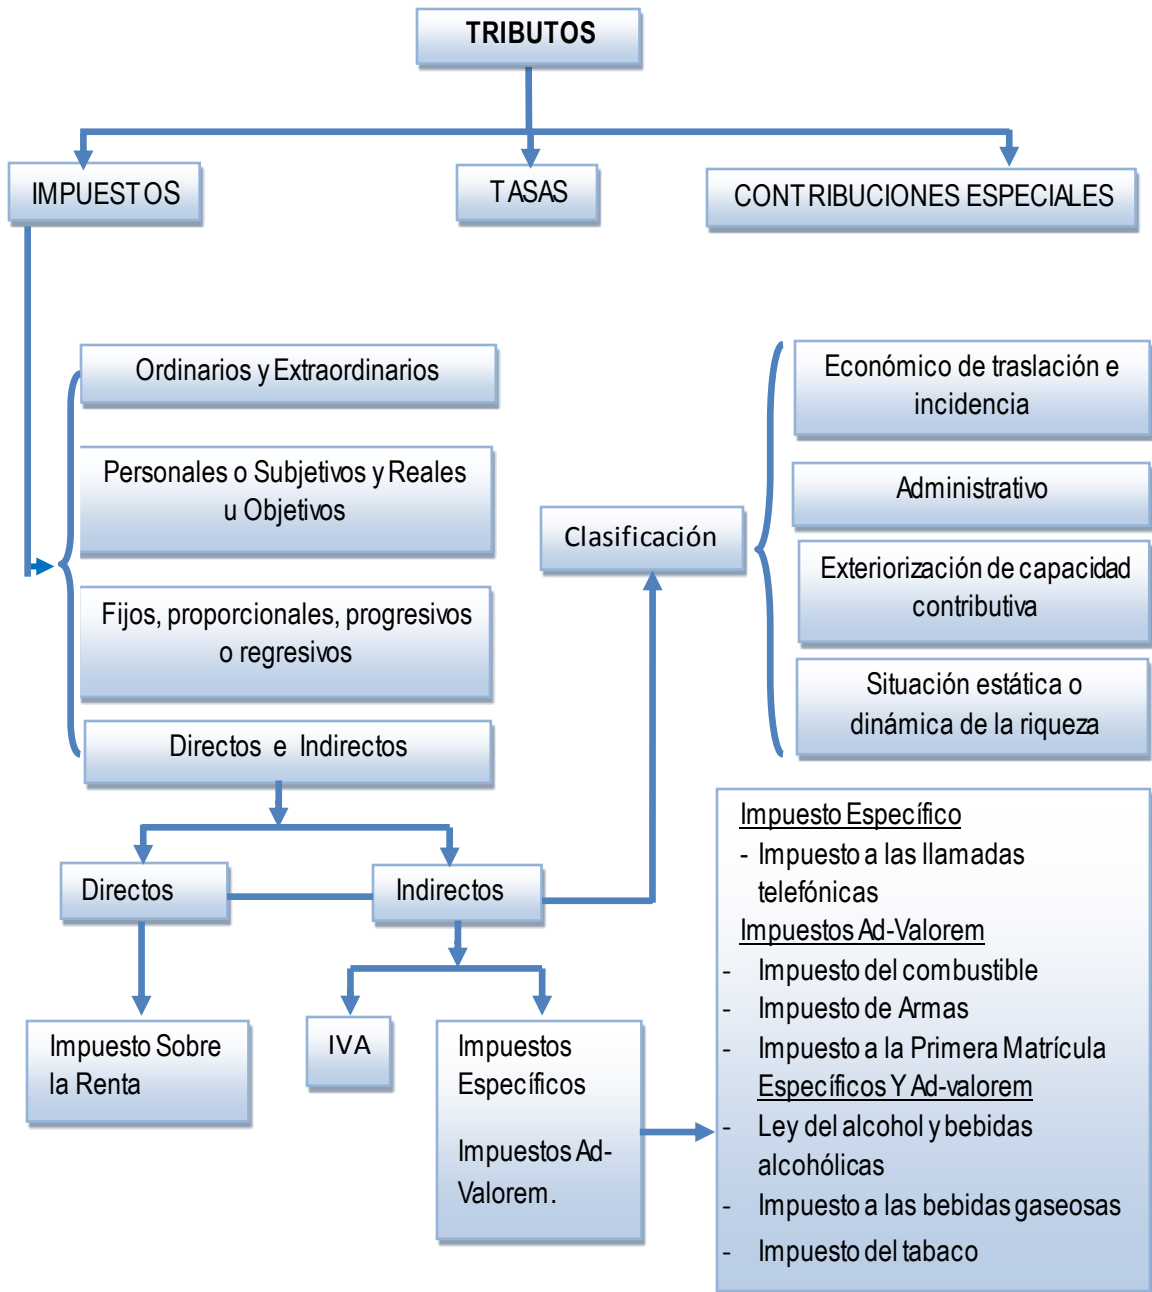 TRIBUTOS
IMPUESTOS
TASAS
CONTRIBUCIONES ESPECIALES
Ordinarios y Extraordinarios
Personales o Subjetivos y Reales
u Objetivos
Fijos, proporcionales, progresivos
o regresivos
Directos e Indirectos
Clasificación
Económico de traslación e
incidencia
Administrativo
Exteriorización de capacidad
contributiva
Situación estática o
dinámica de la riqueza
Directos
Indirectos
Impuesto Sobre
la Renta
IVA
Impuestos
Específicos
Impuestos Ad-
Valorem.
Impuesto Específico
- Impuesto a las llamadas
telefónicas
Impuestos Ad-Valorem
- Impuesto del combustible
- Impuesto de Armas
- Impuesto a la Primera Matrícula
Específicos Y Ad-valorem
- Ley del alcohol y bebidas
alcohólicas
- Impuesto a las bebidas gaseosas
- Impuesto del tabaco